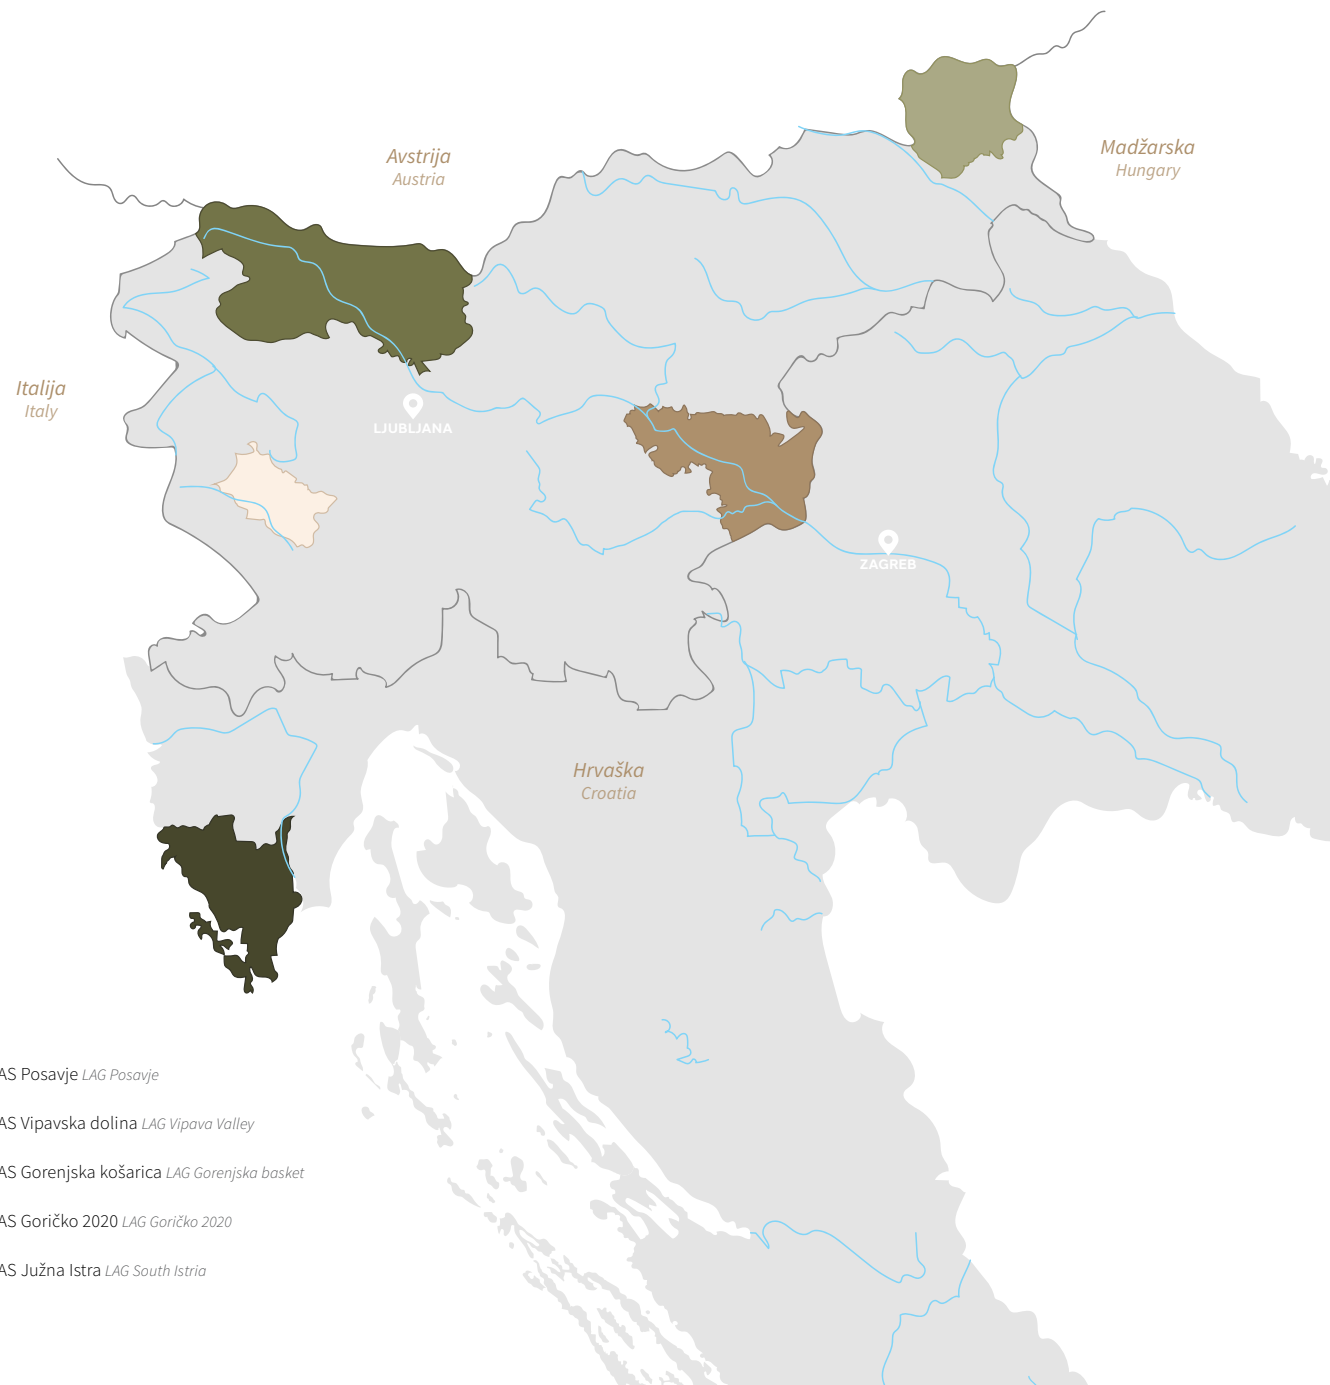 Avstrija
Austria
Madžarska
Hungary
Italija
Italy
LJUBLJANA
ZAGREB
Hrvaška
Croatia
AS Posavje LAG Posavje
AS Vipavska dolina LAG Vipava Valley
AS Gorenjska košarica LAG Gorenjska basket
AS Goričko 2020 LAG Goričko 2020
AS Južna Istra LAG South Istria